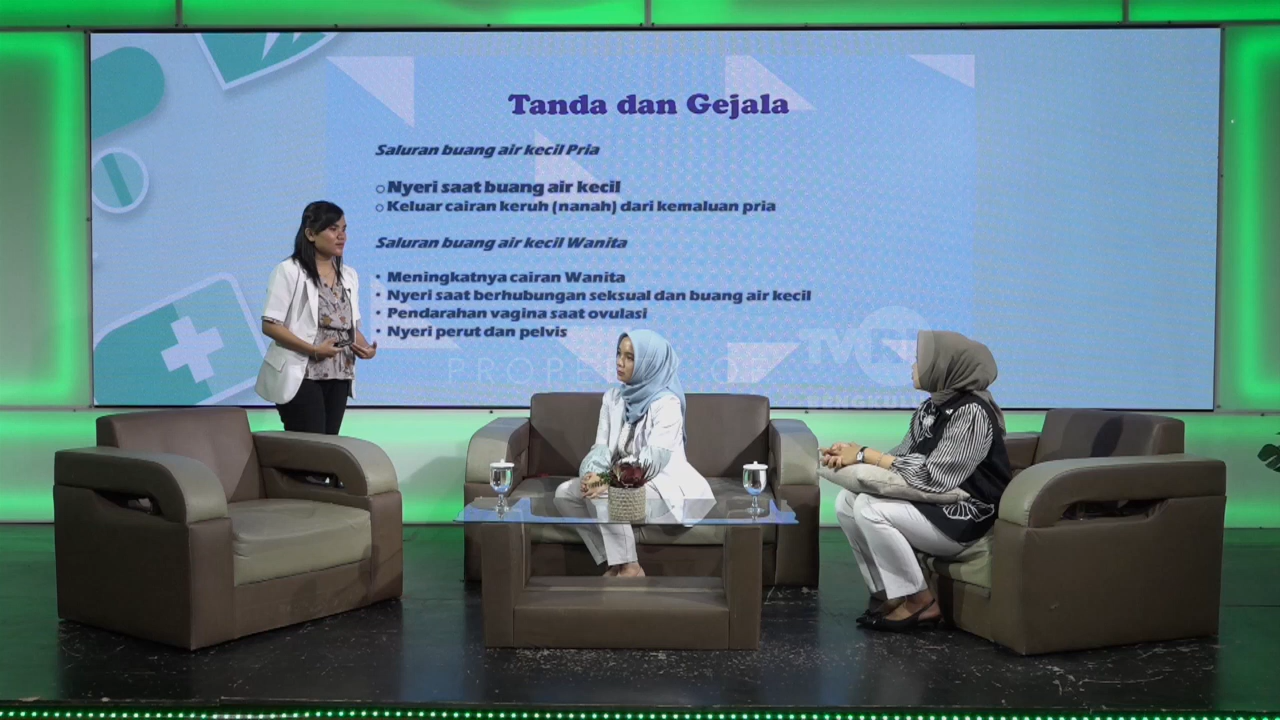 Tanda dan Gejala
Saluran buang air kecil Pria
Nyeri saat buang air kecil
Keluar cairan keruh (nanah) dari kemaluan pria
Saluran buang air kecil Wanita
Meningkatnya cairan Wanita
Nyeri saat berhubungan seksual dan buang air kecil
Pendarahan vagina saat ovulasi
Nyeri perut dan pelvis